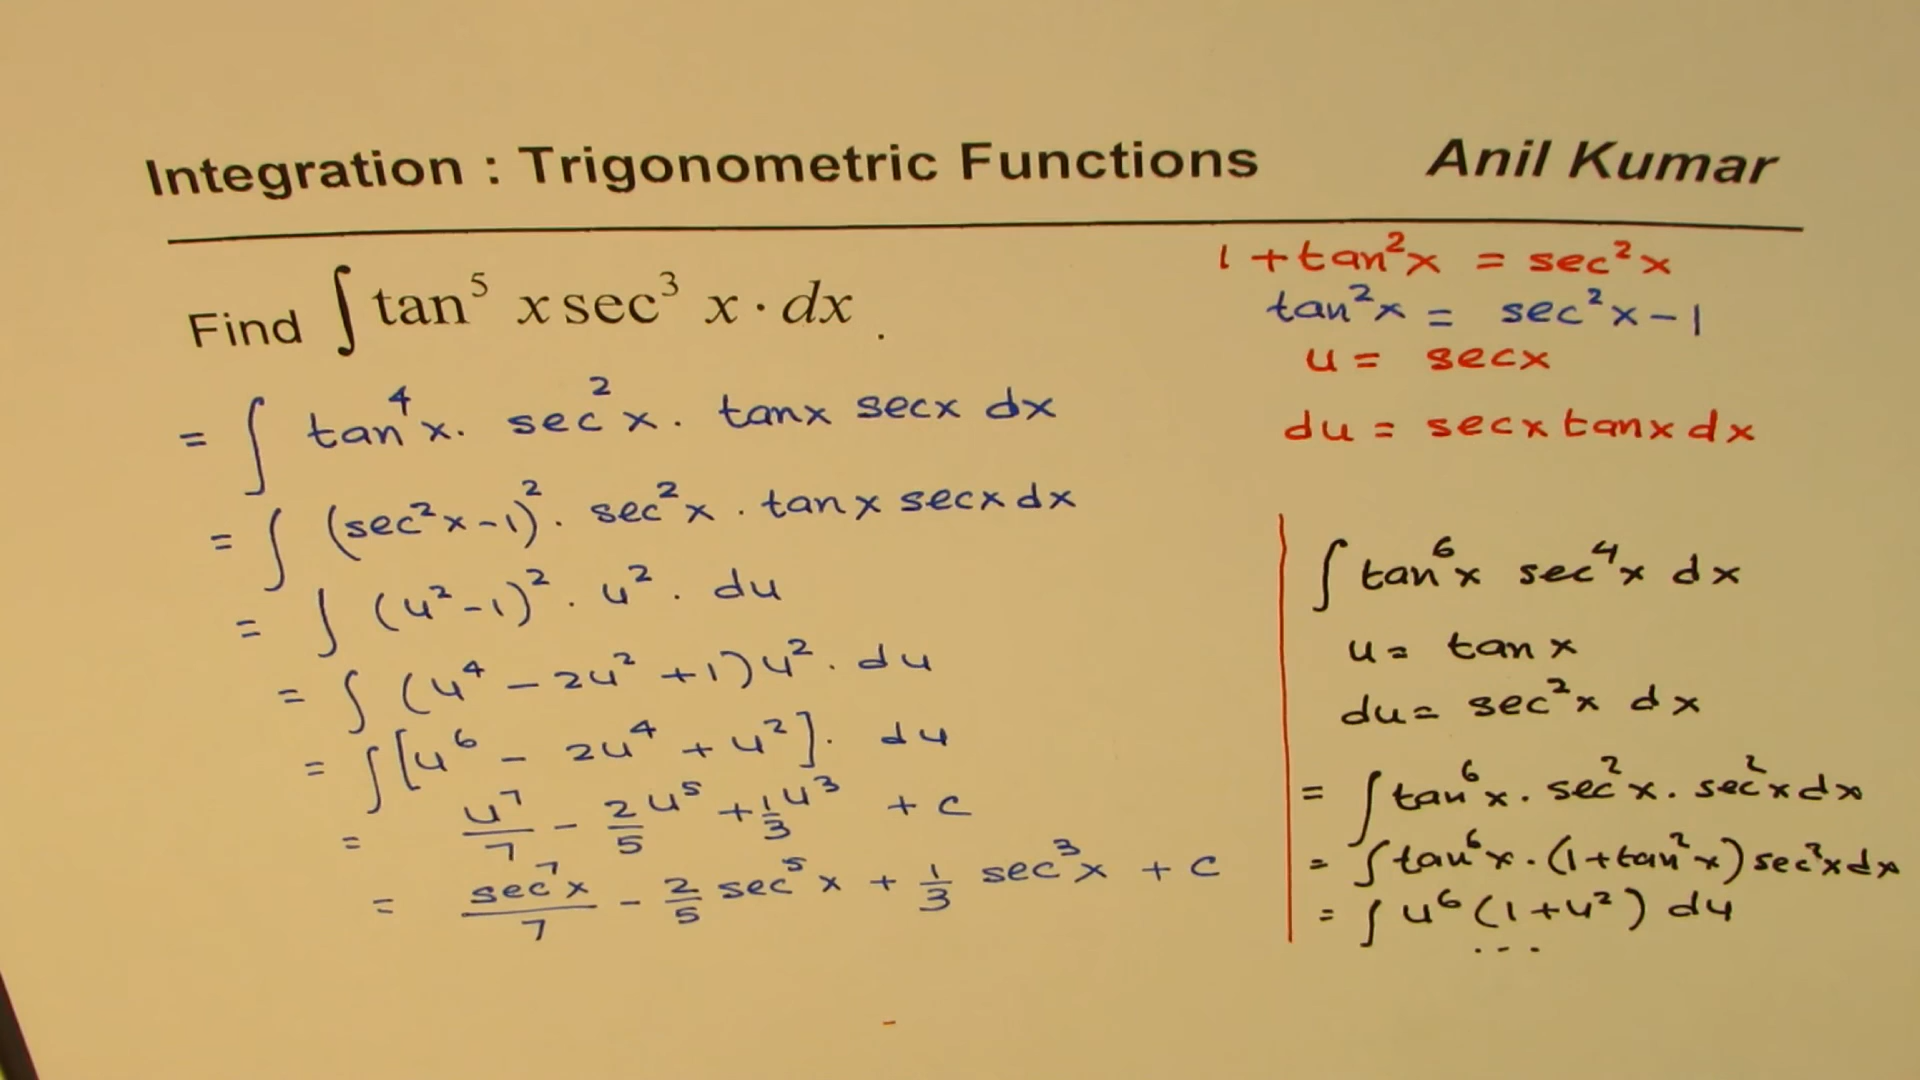 Integration : Trigonometric Functions Anil Kumar
Find ∫ tan⁵ x sec³ x · dx .
= ∫ tan⁴x . sec²x . tanx secx dx
= ∫ (sec²x-1)² . sec²x . tanx secx dx
= ∫ (u²-1)² . u² . du
= ∫ (u⁴ - 2u² + 1) u² . du
= ∫ [u⁶ - 2u⁴ + u²] . du
= u⁷/7 - 2/5 u⁵ + 1/3 u³ + c
= sec⁷x/7 - 2/5 sec⁵x + 1/3 sec³x + c
1 + tan²x = sec²x
tan²x = sec²x - 1
u = secx
du = secx tanx dx
∫ tan⁶x sec⁴x dx
u = tan x
du = sec²x dx
= ∫ tan⁶x . sec²x . sec²x dx
= ∫ tan⁶x . (1+tan²x) sec²x dx
= ∫ u⁶ (1+u²) du
...